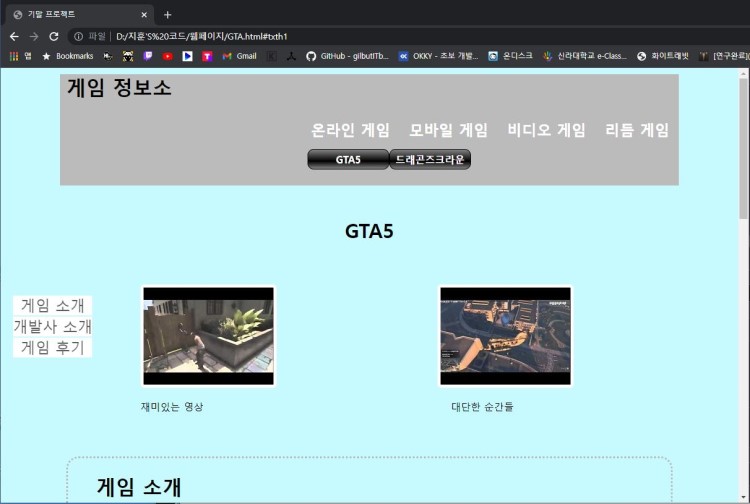 기말 프로젝트
파일 | D:/지훈'S%20코드/웹페이지/GTA.html#txth1
앱 Bookmarks Gmail GitHub - gilbutITb... OKKY - 초보 개발... 온디스크 신라대학교 e-Class... 화이트래빗 [연구완료]
게임 정보소
온라인 게임 모바일 게임 비디오 게임 리듬 게임
GTA5 드래곤즈크라운
GTA5
게임 소개
개발사 소개
게임 후기
재미있는 영상 대단한 순간들
게임 소개